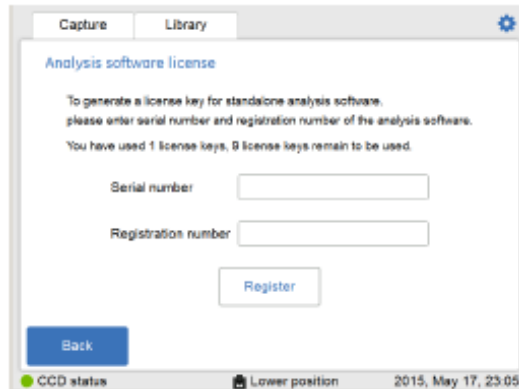 Capture Library
Analysis software license
To generate a license key for standalone analysis software.
please enter serial number and registration number of the analysis software.
You have used 1 license keys, 9 license keys remain to be used.
Serial number
Registration number
Register
Back
CCD status Lower position 2015, May 17, 23:05